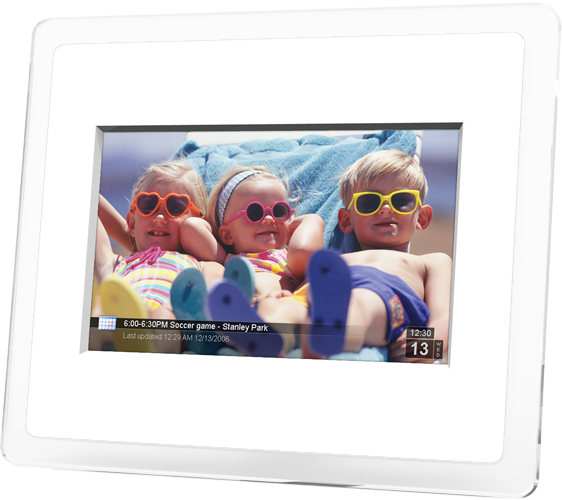 6:00-6:30PM Soccer game - Stanley Park
Last updated 12:29 AM 12/13/2006
12:30
13
WED